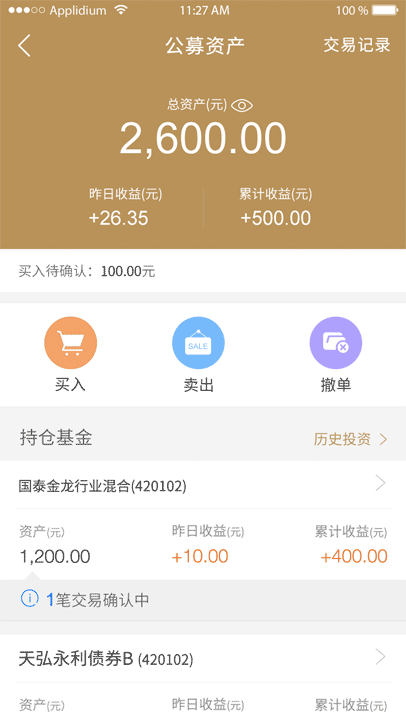 Applidium 11:27 AM 100 %
公募资产 交易记录
总资产(元)
2,600.00
昨日收益(元) 累计收益(元)
+26.35 +500.00
买入待确认：100.00元
SALE
买入 卖出 撤单
持仓基金 历史投资
国泰金龙行业混合(420102)
资产(元) 昨日收益(元) 累计收益(元)
1,200.00 +10.00 +400.00
1笔交易确认中
天弘永利债券B (420102)
资产(元) 昨日收益(元) 累计收益(元)